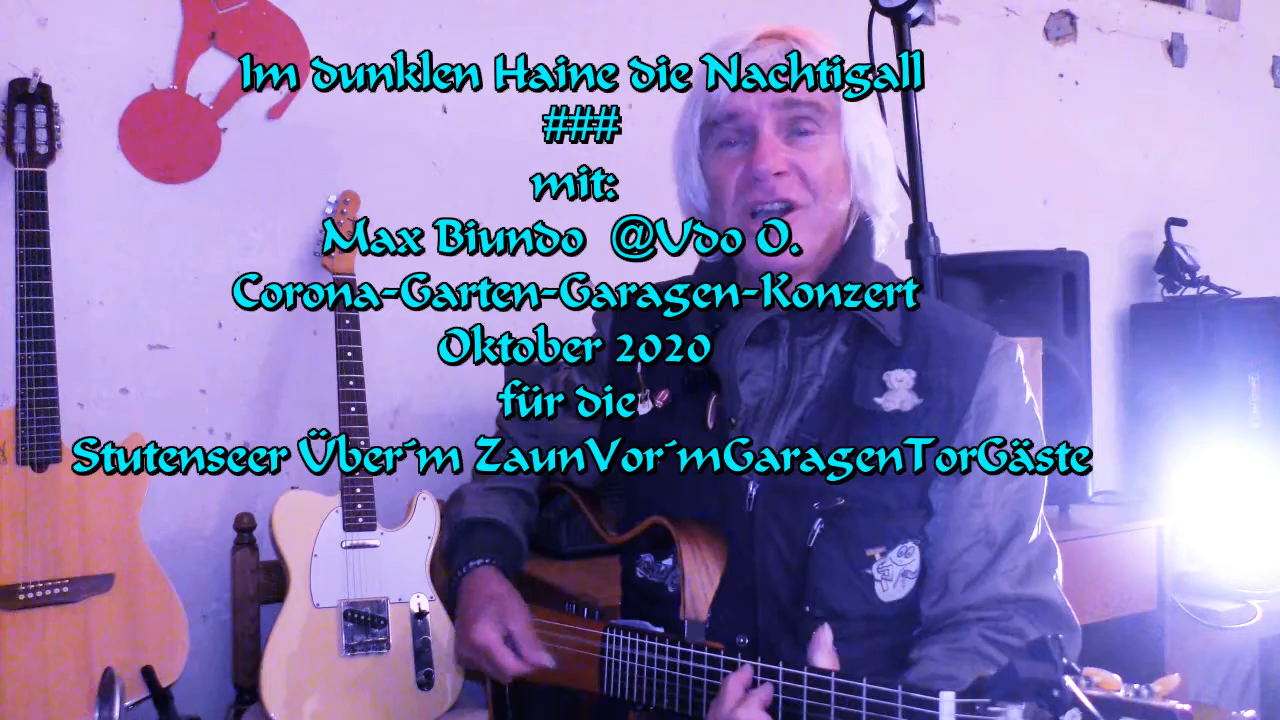 Im dunklen Haine die Nachtigall
###
mit:
Max Biundo @Udo O.
Corona-Garten-Garagen-Konzert
Oktober 2020
für die
Stutenseer Über´m ZaunVor´mGaragenTorGäste